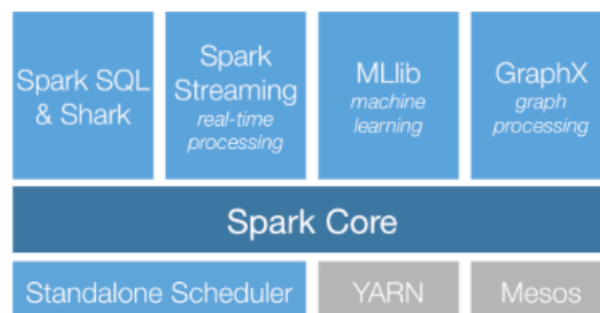 Spark SQL
& Shark
Spark
Streaming
real-time
processing
MLlib
machine
learning
GraphX
graph
processing
Spark Core
Standalone Scheduler
YARN
Mesos